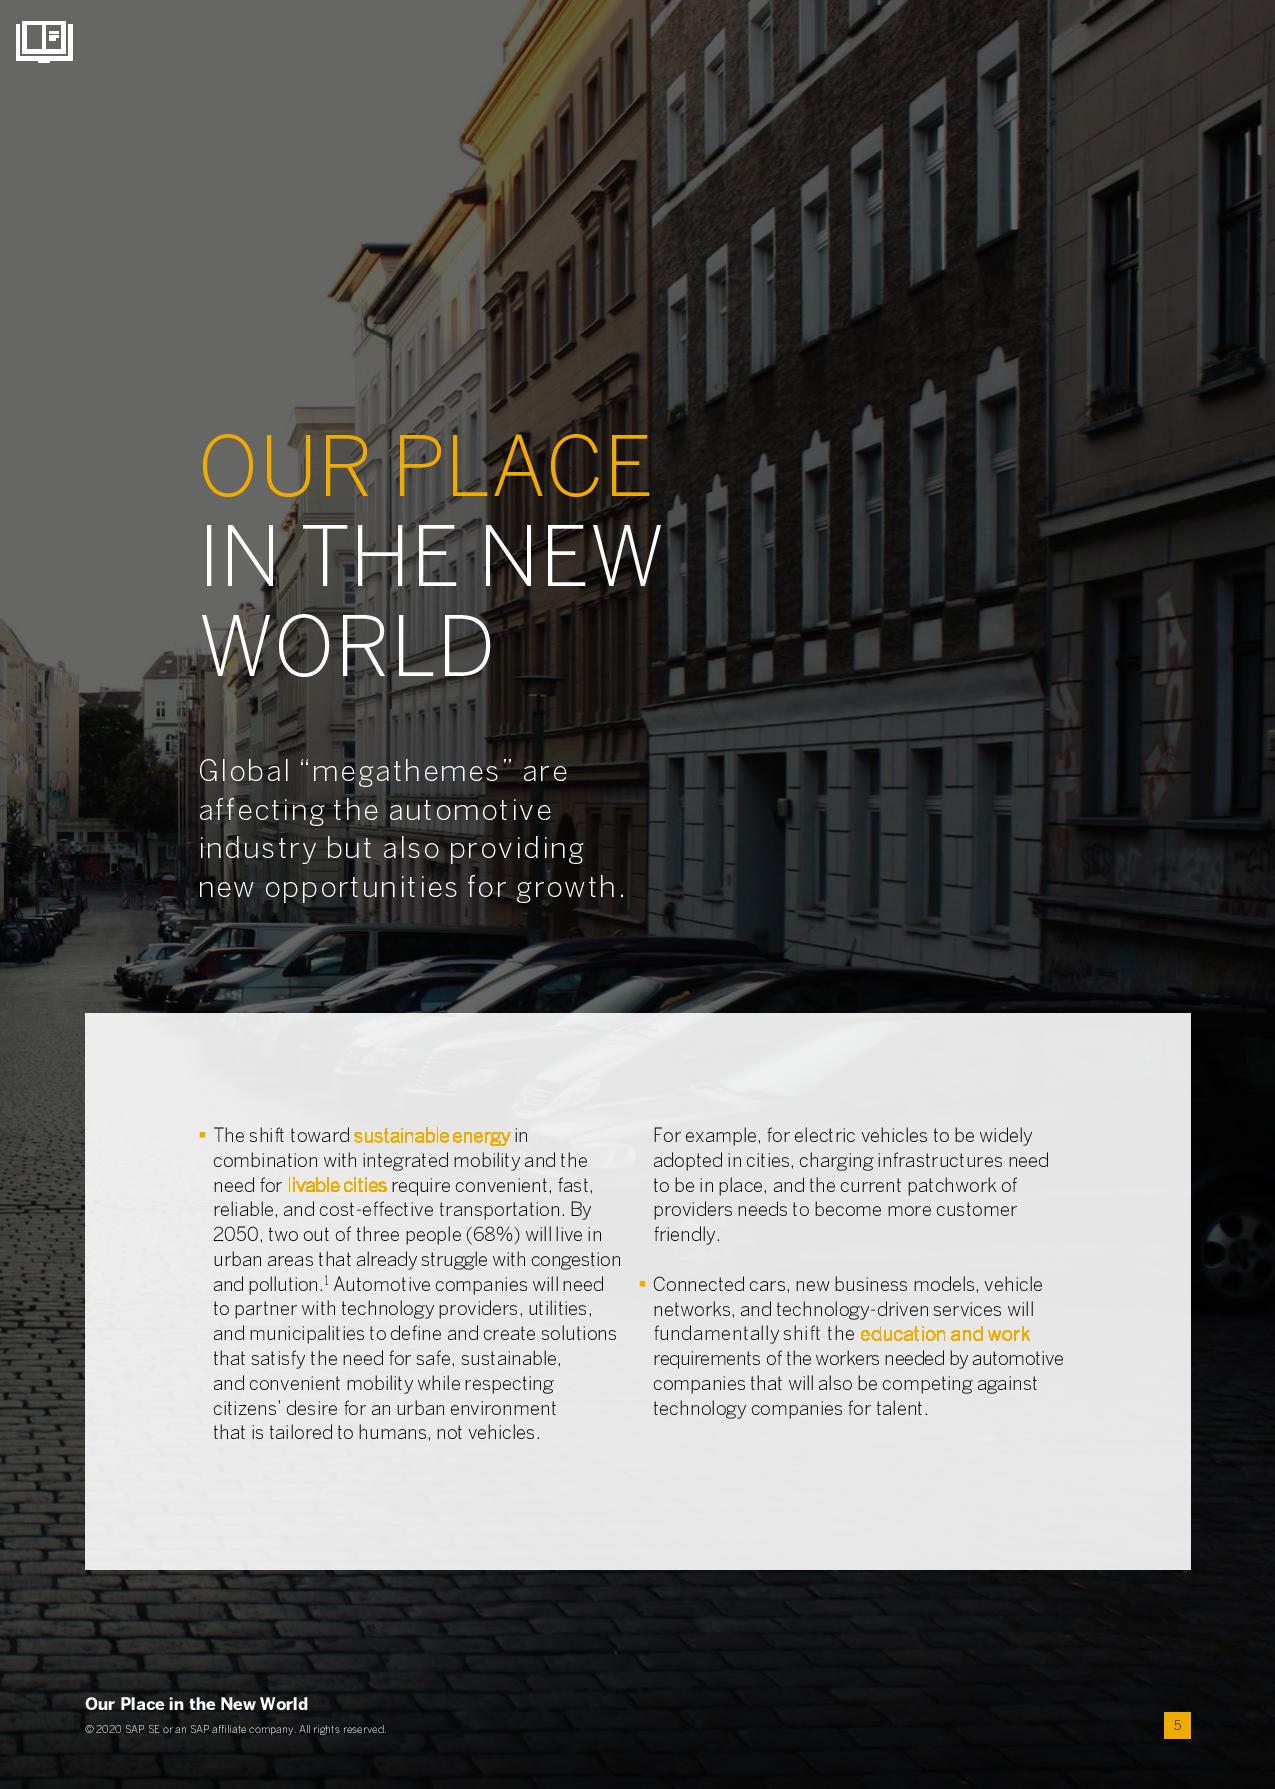 OUR PLACE
IN THE NEW
WORLD
Global “megathemes” are
affecting the automotive
industry but also providing
new opportunities for growth.
▪ The shift toward sustainable energy in
combination with integrated mobility and the
need for livable cities require convenient, fast,
reliable, and cost-effective transportation. By
2050, two out of three people (68%) will live in
urban areas that already struggle with congestion
and pollution.¹ Automotive companies will need
to partner with technology providers, utilities,
and municipalities to define and create solutions
that satisfy the need for safe, sustainable,
and convenient mobility while respecting
citizens’ desire for an urban environment
that is tailored to humans, not vehicles.
For example, for electric vehicles to be widely
adopted in cities, charging infrastructures need
to be in place, and the current patchwork of
providers needs to become more customer
friendly.
▪ Connected cars, new business models, vehicle
networks, and technology-driven services will
fundamentally shift the education and work
requirements of the workers needed by automotive
companies that will also be competing against
technology companies for talent.
Our Place in the New World
© 2020 SAP SE or an SAP affiliate company. All rights reserved.
5